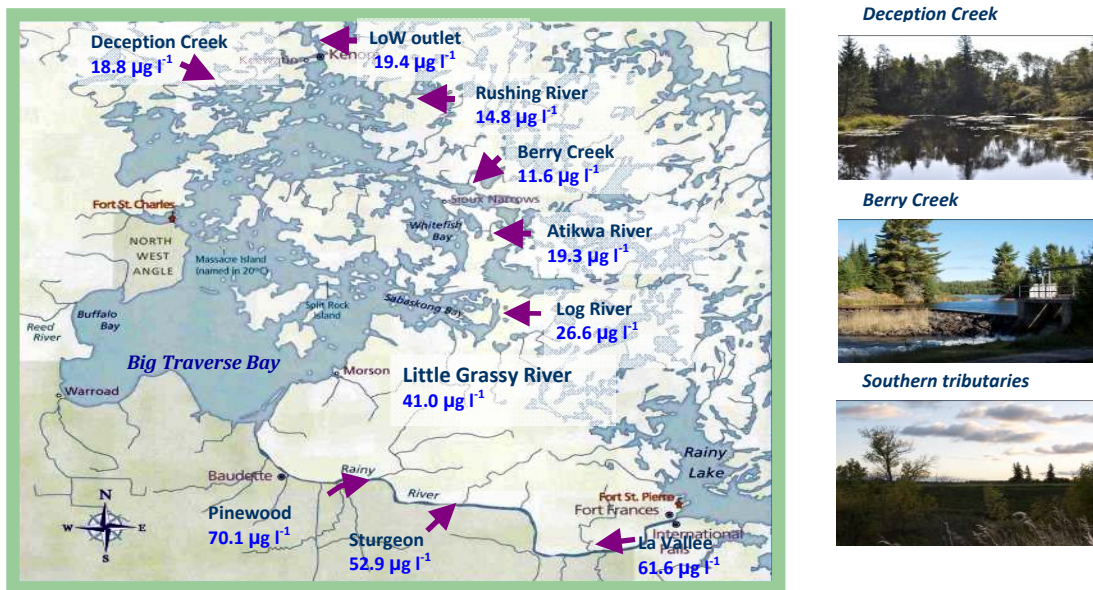 Deception Creek
18.8 µg l-1
LoW outlet
19.4 µg l-1
Rushing River
14.8 µg l-1
Berry Creek
11.6 µg l-1
Sioux Narrows
Fort St. Charles
NORTH
WEST
ANGLE
Massacre Island
(named in 20°C)
Whitefish
Bay
Atikwa River
19.3 µg l-1
Split Rock
Island
Sabaskong Bay
Log River
26.6 µg l-1
Buffalo
Bay
Reed
River
Big Traverse Bay
Warroad
Morson
Little Grassy River
41.0 µg l-1
Baudette
Rainy
River
Rainy
Lake
Fort St. Pierre
Fort Frances
International
Falls
N
W
E
S
Pinewood
70.1 µg l-1
Sturgeon
52.9 µg l-1
La Vallée
61.6 µg l-1
Deception Creek
Berry Creek
Southern tributaries